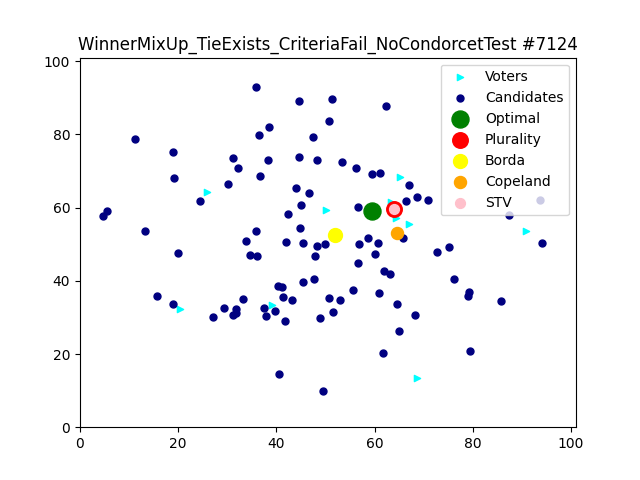 WinnerMixUp_TieExists_CriteriaFail_NoCondorcetTest #7124
100
80
60
40
20
0
0 20 40 60 80 100
Voters
Candidates
Optimal
Plurality
Borda
Copeland
STV